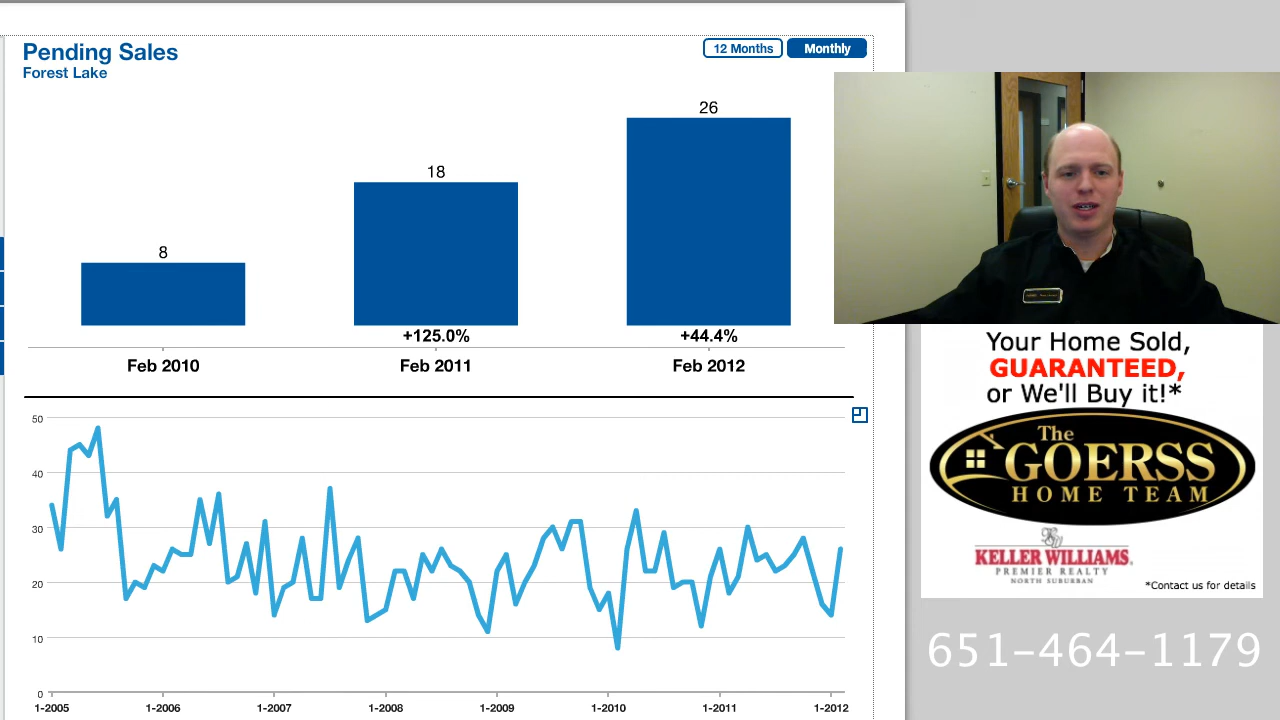 Pending Sales
Forest Lake
12 Months
Monthly
8
18
26
+125.0%
+44.4%
Feb 2010
Feb 2011
Feb 2012
50
40
30
20
10
0
1-2005
1-2006
1-2007
1-2008
1-2009
1-2010
1-2011
1-2012
Your Home Sold,
GUARANTEED,
or We'll Buy it!*
The
GOERSS
HOME TEAM
KELLER WILLIAMS.
PREMIER REALTY
NORTH SUBURBAN
*Contact us for details
651-464-1179